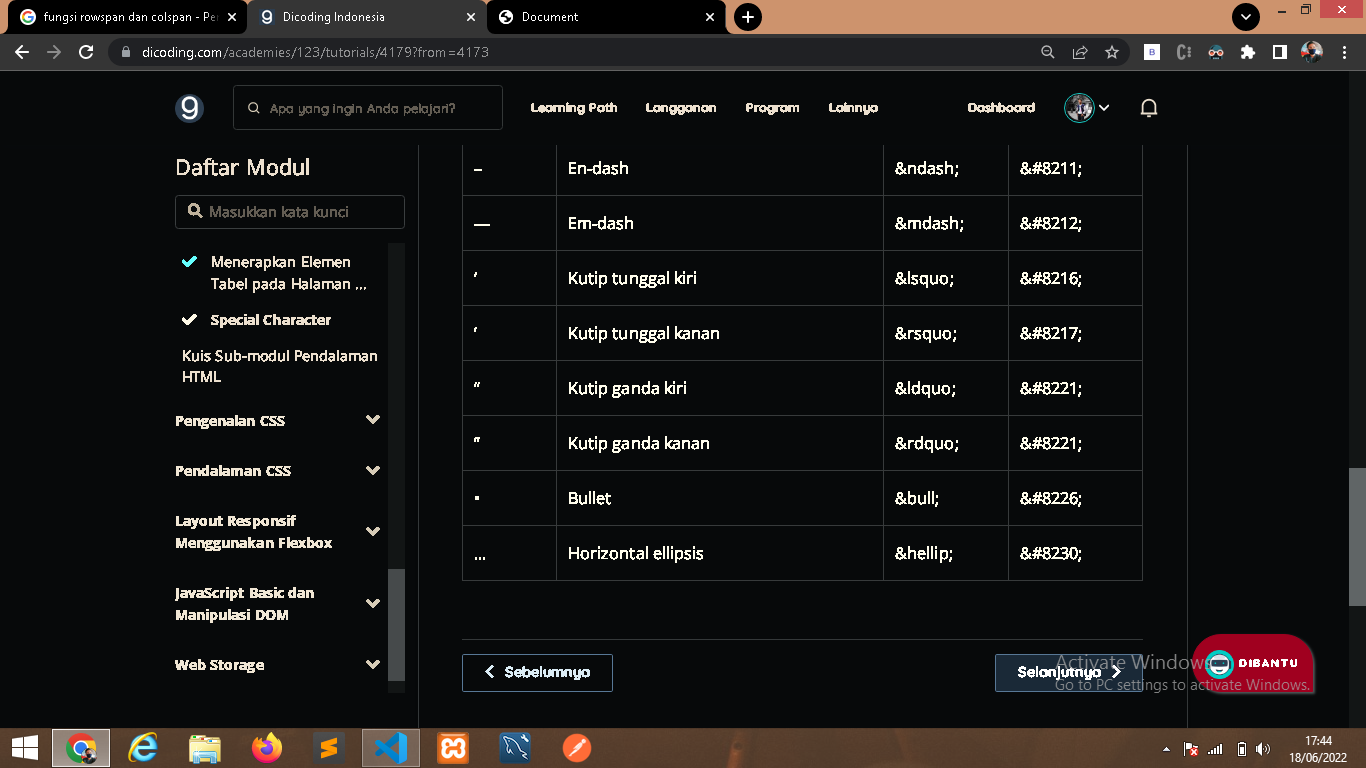 fungsi rowspan dan colspan - Per
Dicoding Indonesia
Document
dicoding.com/academies/123/tutorials/4179?from=4173
Apa yang ingin Anda pelajari?
Learning Path
Langganan
Program
Lainnya
Dashboard
Daftar Modul
Masukkan kata kunci
Menerapkan Elemen
Tabel pada Halaman ...
Special Character
Kuis Sub-modul Pendalaman
HTML
Pengenalan CSS
Pendalaman CSS
Layout Responsif
Menggunakan Flexbox
JavaScript Basic dan
Manipulasi DOM
Web Storage
– En-dash &ndash; &#8211;
— Em-dash &mdash; &#8212;
‘ Kutip tunggal kiri &lsquo; &#8216;
‘ Kutip tunggal kanan &rsquo; &#8217;
“ Kutip ganda kiri &ldquo; &#8221;
” Kutip ganda kanan &rdquo; &#8221;
• Bullet &bull; &#8226;
… Horizontal ellipsis &hellip; &#8230;
Sebelumnya
Selanjutnya
DIBANTU
Activate Windows
Go to PC settings to activate Windows.
17:44
18/06/2022